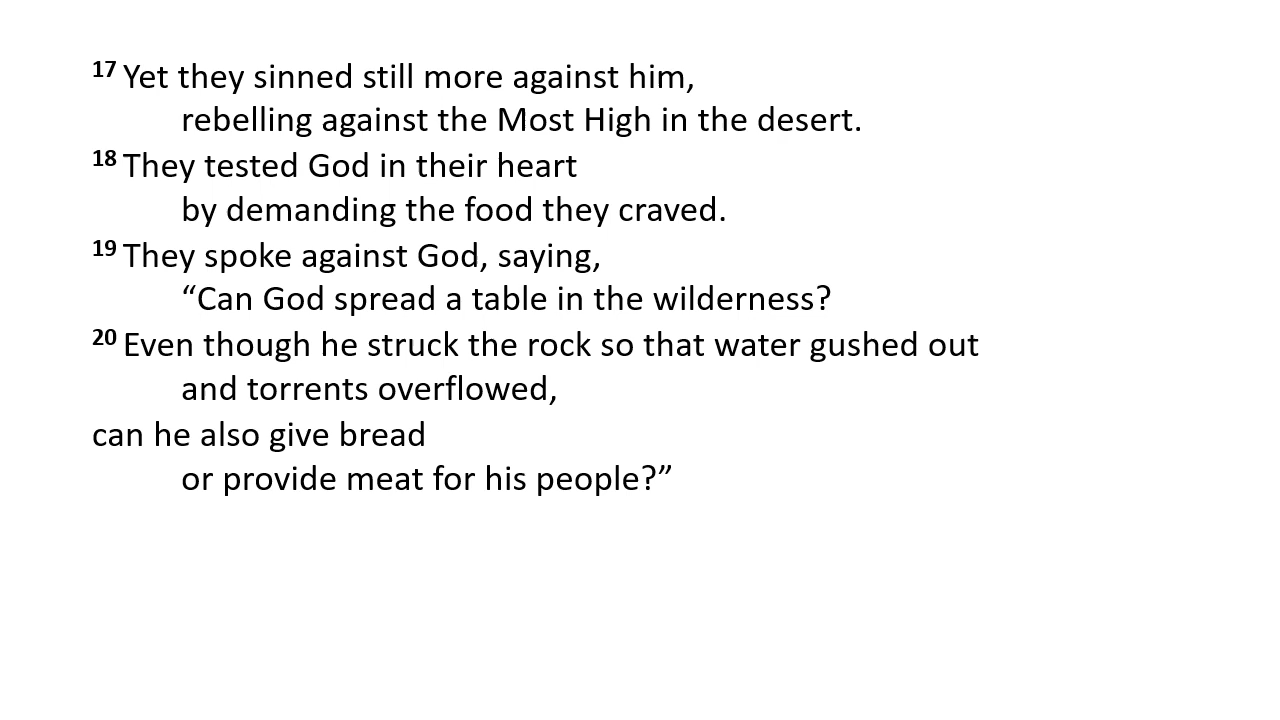 17 Yet they sinned still more against him,
rebelling against the Most High in the desert.
18 They tested God in their heart
by demanding the food they craved.
19 They spoke against God, saying,
“Can God spread a table in the wilderness?
20 Even though he struck the rock so that water gushed out
and torrents overflowed,
can he also give bread
or provide meat for his people?”